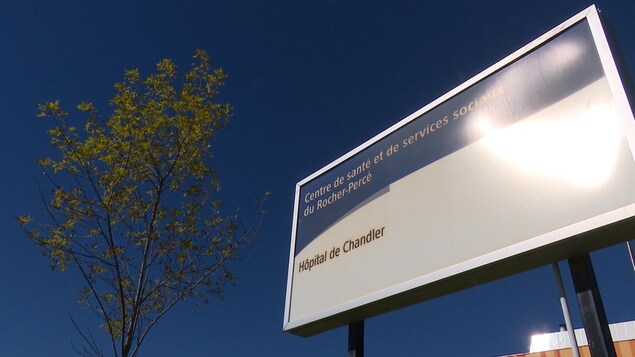 Centre de santé et de services sociaux
du Rocher-Percé
Hôpital de Chandler